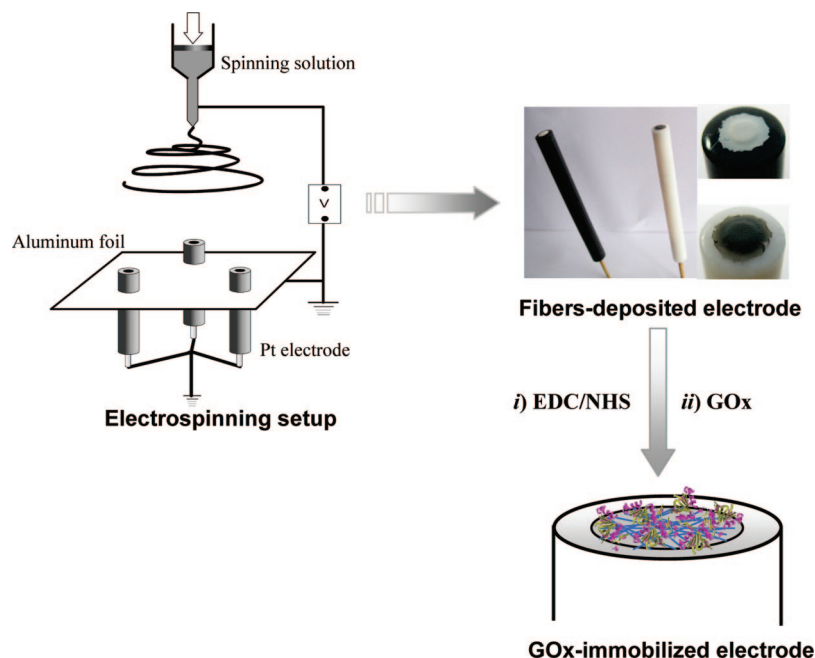 Spinning solution
V
Aluminum foil
Pt electrode
Electrospinning setup
Fibers-deposited electrode
i) EDC/NHS ii) GOx
GOx-immobilized electrode